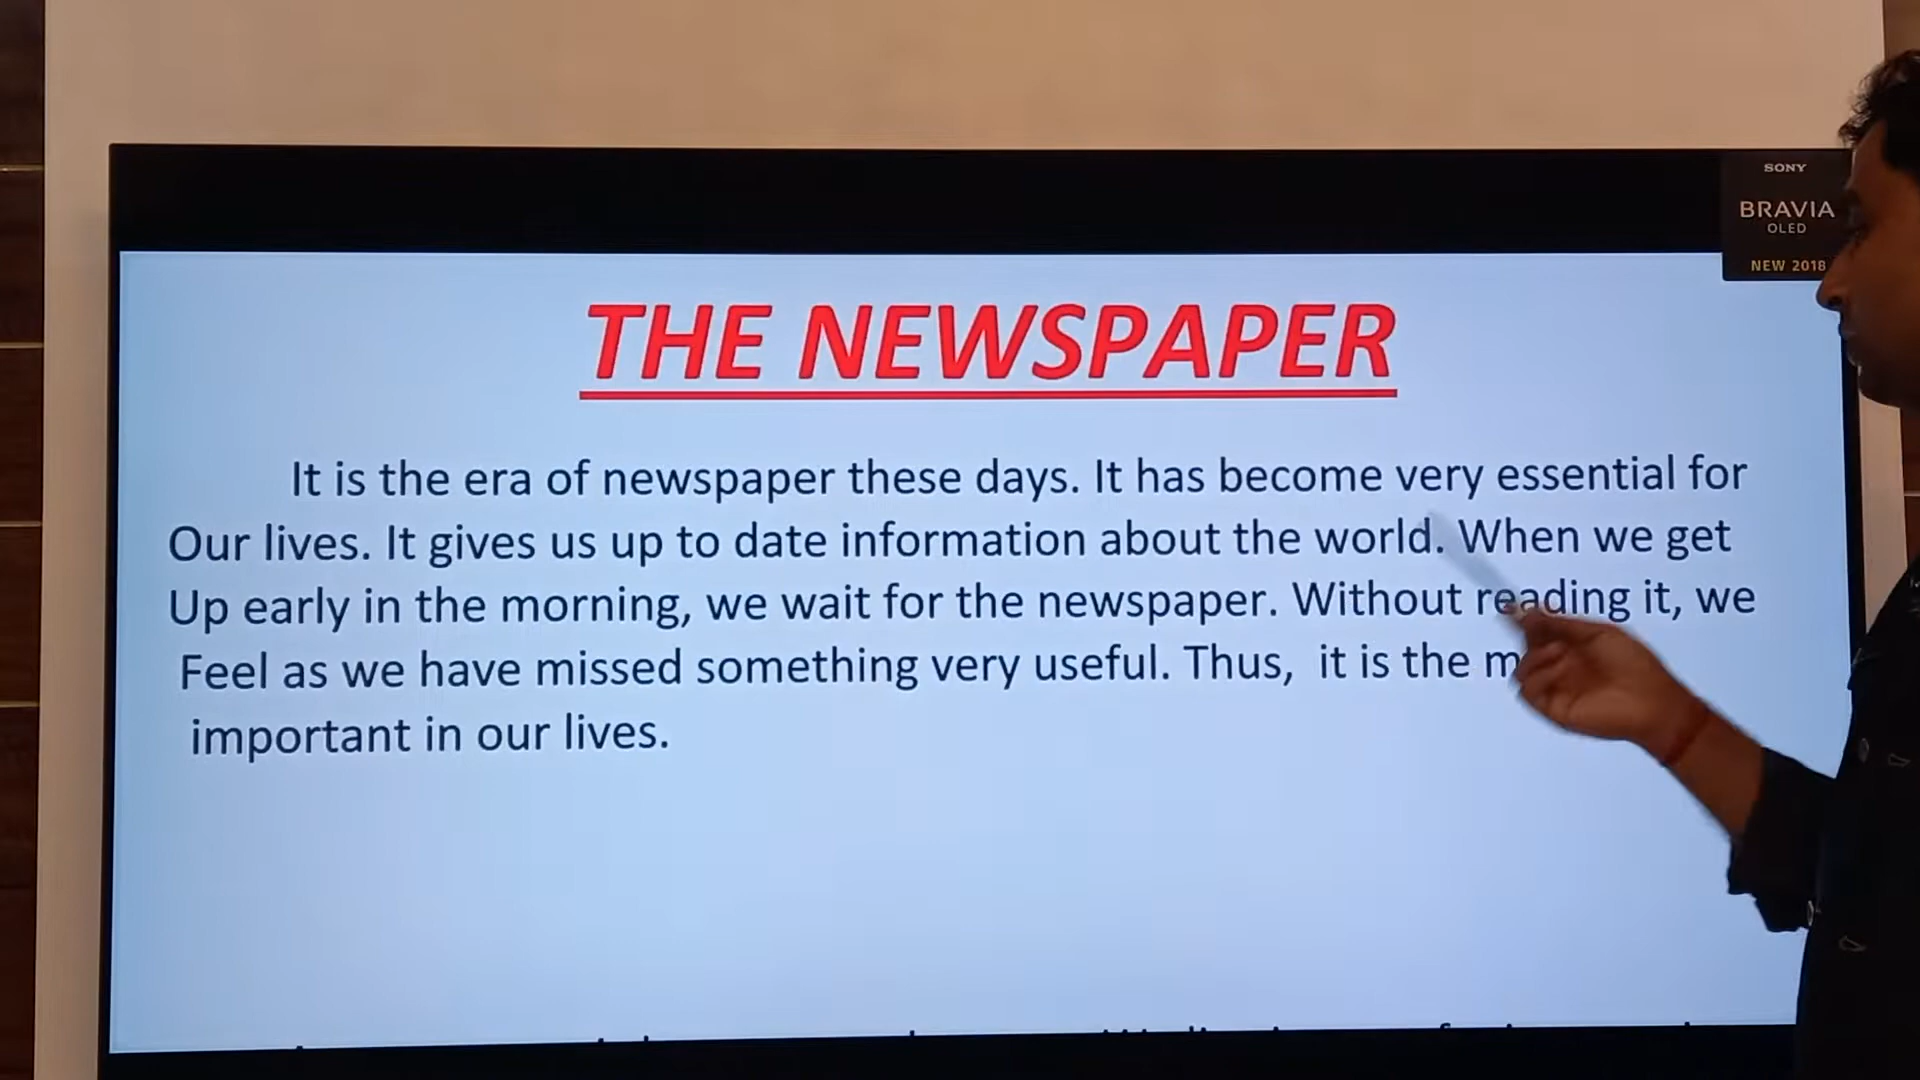 SONY
BRAVIA
OLED
NEW 2018
THE NEWSPAPER
It is the era of newspaper these days. It has become very essential for
Our lives. It gives us up to date information about the world. When we get
Up early in the morning, we wait for the newspaper. Without reading it, we
Feel as we have missed something very useful. Thus, it is the
important in our lives.